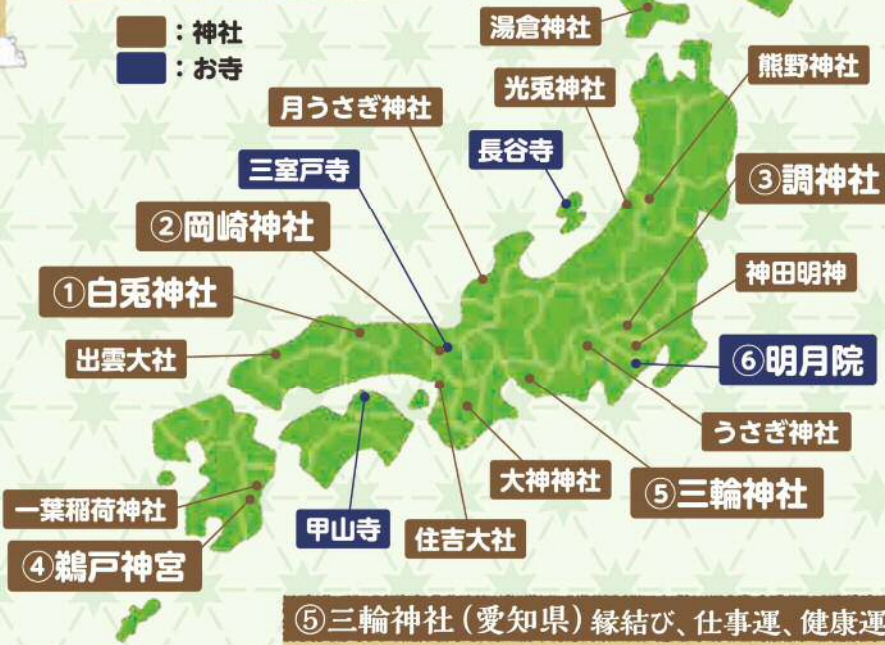 ：神社
：お寺
湯倉神社
光兎神社
熊野神社
月うさぎ神社
長谷寺
三室戸寺
③調神社
②岡崎神社
神田明神
①白兎神社
出雲大社
⑥明月院
うさぎ神社
大神神社
⑤三輪神社
一葉稲荷神社
甲山寺
住吉大社
④鵜戸神宮
⑤三輪神社（愛知県）縁結び、仕事運、健康運